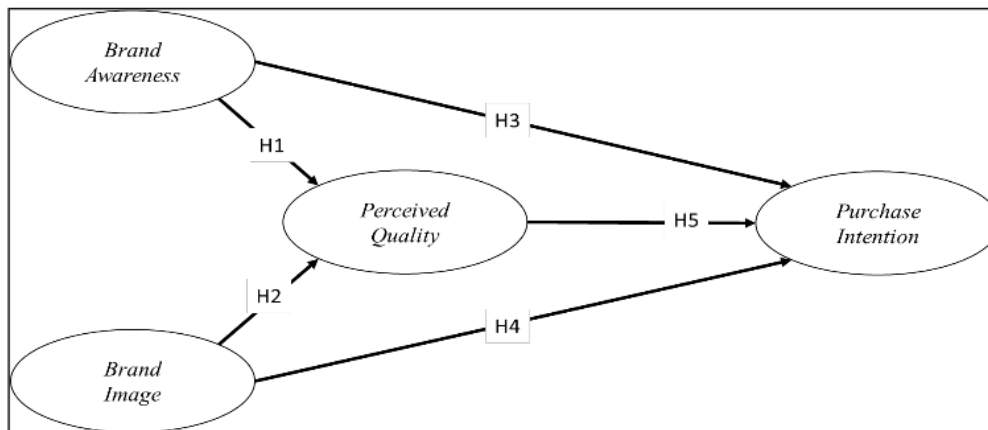 Brand
Awareness
H3
H1
Perceived
Quality
H5
Purchase
Intention
H2
H4
Brand
Image